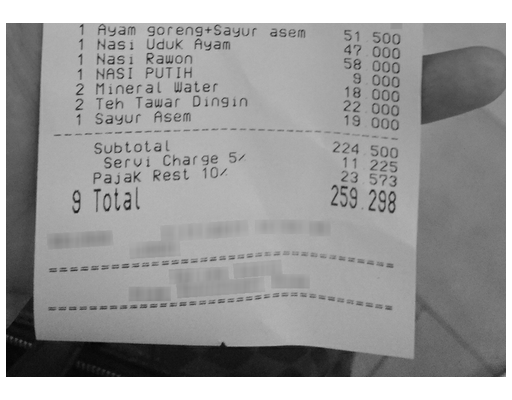 1 Ayam goreng+Sayur asem 51 500
1 Nasi Uduk Ayam 47 000
1 Nasi Rawon 58 000
1 NASI PUTIH 9 000
2 Mineral Water 18 000
2 Teh Tawar Dingin 22 000
1 Sayur Asem 19 000
Subtotal 224 500
Servi Charge 5% 11 225
Pajak Rest 10% 23 573
9 Total 259.298